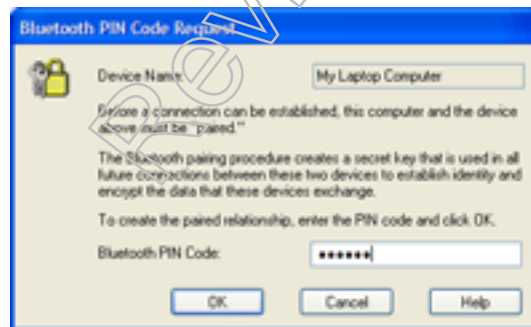 Bluetooth PIN Code Request
Device Name: My Laptop Computer
Before a connection can be established, this computer and the device
above must be "paired."
The Bluetooth pairing procedure creates a secret key that is used in all
future connections between these two devices to establish identity and
encrypt the data that these devices exchange.
To create the paired relationship, enter the PIN code and click OK.
Bluetooth PIN Code: ••••••
OK Cancel Help